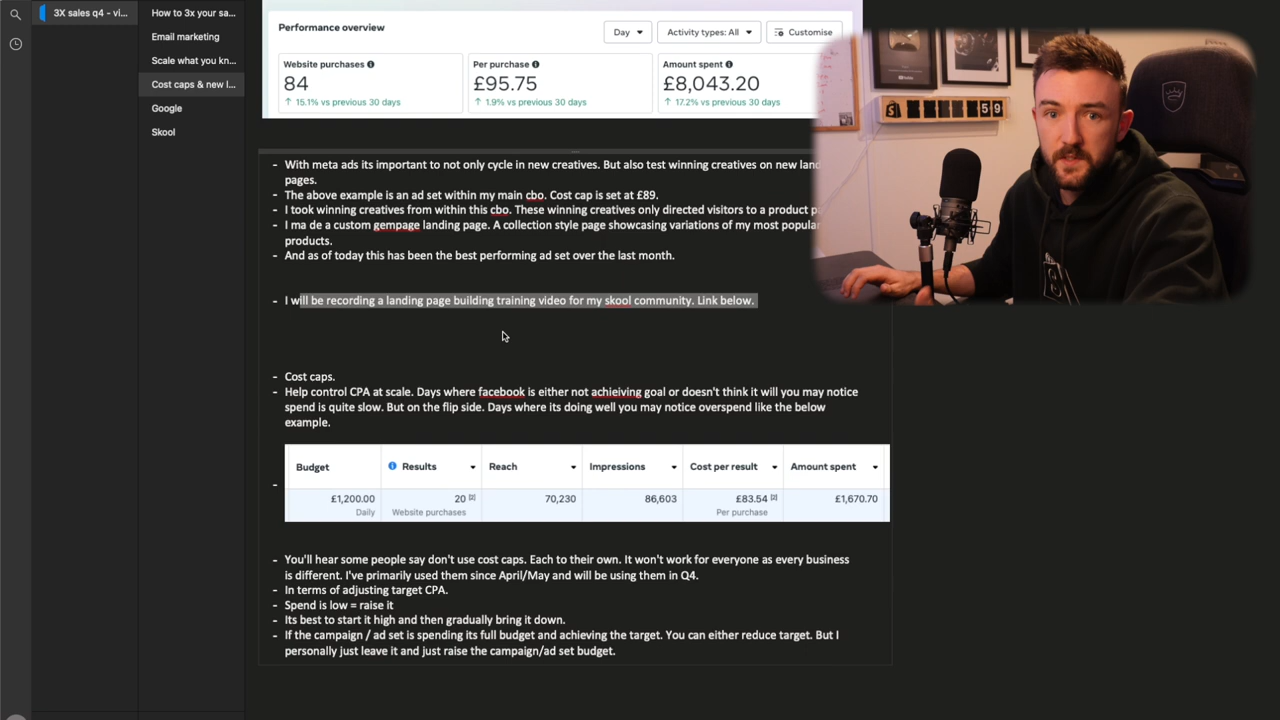 3X sales q4 - vi...
How to 3x your sa...
Email marketing
Scale what you kn...
Cost caps & new l...
Google
Skool
Performance overview
Day
Activity types: All
Customise
Website purchases
84
15.1% vs previous 30 days
Per purchase
£95.75
1.9% vs previous 30 days
Amount spent
£8,043.20
17.2% vs previous 30 days
- With meta ads its important to not only cycle in new creatives. But also test winning creatives on new land
pages.
- The above example is an ad set within my main cbo. Cost cap is set at £89.
- I took winning creatives from within this cbo. These winning creatives only directed visitors to a product p
- I ma de a custom gempage landing page. A collection style page showcasing variations of my most popular
products.
- And as of today this has been the best performing ad set over the last month.
- I will be recording a landing page building training video for my skool community. Link below.
- Cost caps.
- Help control CPA at scale. Days where facebook is either not achieiving goal or doesn't think it will you may notice
spend is quite slow. But on the flip side. Days where its doing well you may notice overspend like the below
example.
-
Budget Results Reach Impressions Cost per result Amount spent
£1,200.00 20 [2] 70,230 86,603 £83.54 [2] £1,670.70
Daily Website purchases Per purchase
- You'll hear some people say don't use cost caps. Each to their own. It won't work for everyone as every business
is different. I've primarily used them since April/May and will be using them in Q4.
- In terms of adjusting target CPA.
- Spend is low = raise it
- Its best to start it high and then gradually bring it down.
- If the campaign / ad set is spending its full budget and achieving the target. You can either reduce target. But I
personally just leave it and just raise the campaign/ad set budget.
59